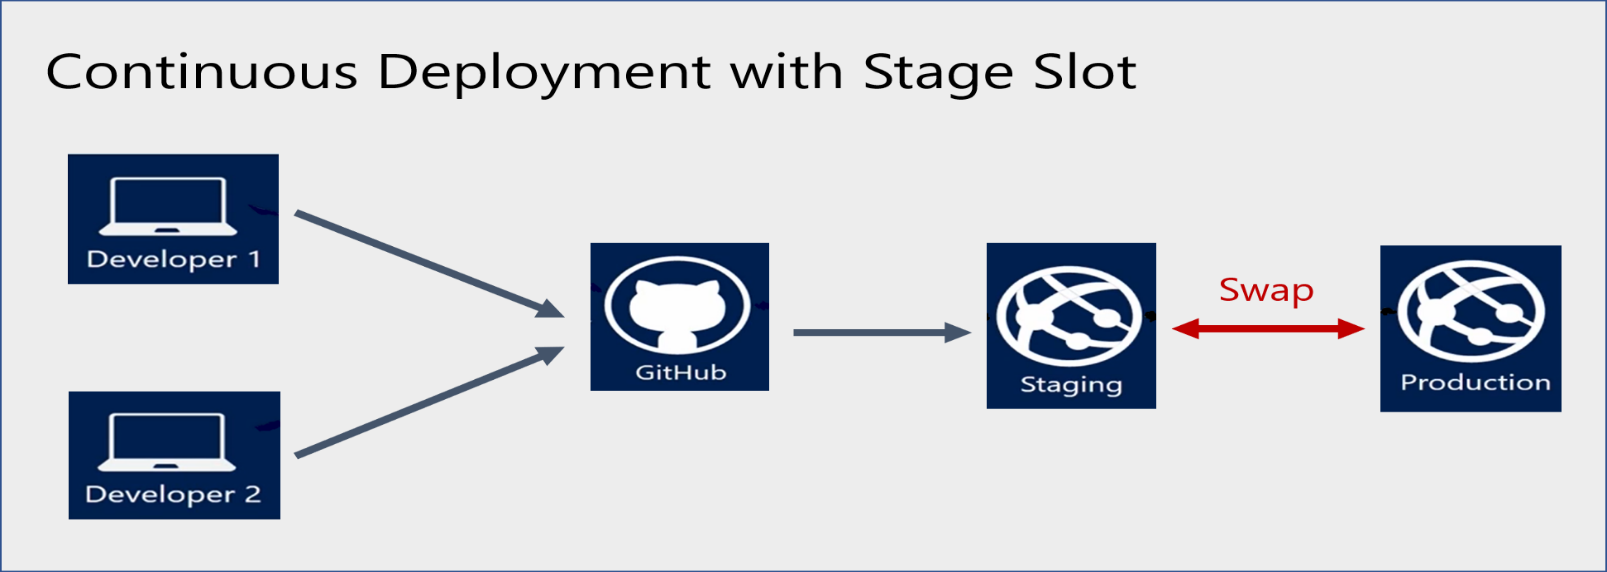 Continuous Deployment with Stage Slot
Developer 1
Developer 2
GitHub
Staging
Swap
Production